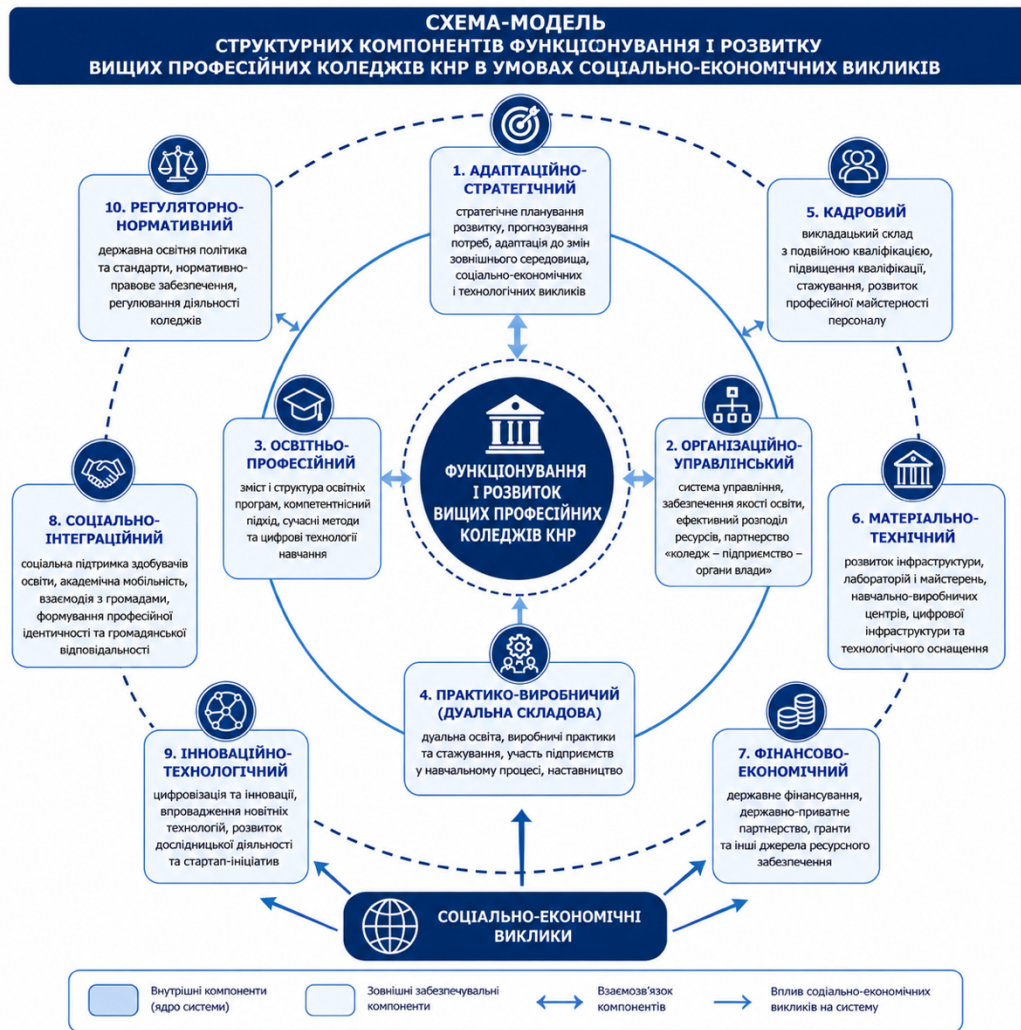 СХЕМА-МОДЕЛЬ
СТРУКТУРНИХ КОМПОНЕНТІВ ФУНКЦІОНУВАННЯ І РОЗВИТКУ
ВИЩИХ ПРОФЕСІЙНИХ КОЛЕДЖІВ КНР В УМОВАХ СОЦІАЛЬНО-ЕКОНОМІЧНИХ ВИКЛИКІВ
1. АДАПТАЦІЙНО-
СТРАТЕГІЧНИЙ
стратегічне планування
розвитку, прогнозування
потреб, адаптація до змін
зовнішнього середовища,
соціально-економічних
і технологічних викликів
10. РЕГУЛЯТОРНО-
НОРМАТИВНИЙ
державна освітня політика
та стандарти, нормативно-
правове забезпечення,
регулювання діяльності
коледжів
5. КАДРОВИЙ
викладацький склад
з подвійною кваліфікацією,
підвищення кваліфікації,
стажування, розвиток
професійної майстерності
персоналу
3. ОСВІТНЬО-
ПРОФЕСІЙНИЙ
зміст і структура освітніх
програм, компетентнісний
підхід, сучасні методи
та цифрові технології
навчання
ФУНКЦІОНУВАННЯ
І РОЗВИТОК
ВИЩИХ ПРОФЕСІЙНИХ
КОЛЕДЖІВ КНР
2. ОРГАНІЗАЦІЙНО-
УПРАВЛІНСЬКИЙ
система управління,
забезпечення якості освіти,
ефективний розподіл
ресурсів, партнерство
«коледж – підприємство –
органи влади»
8. СОЦІАЛЬНО-
ІНТЕГРАЦІЙНИЙ
соціальна підтримка здобувачів
освіти, академічна мобільність,
взаємодія з громадами,
формування професійної
ідентичності та громадянської
відповідальності
6. МАТЕРІАЛЬНО-
ТЕХНІЧНИЙ
розвиток інфраструктури,
лабораторій і майстерень,
навчально-виробничих
центрів, цифрової
інфраструктури та
технологічного оснащення
4. ПРАКТИКО-ВИРОБНИЧИЙ
(ДУАЛЬНА СКЛАДОВА)
дуальна освіта, виробничі практики
та стажування, участь підприємств
у навчальному процесі, наставництво
9. ІННОВАЦІЙНО-
ТЕХНОЛОГІЧНИЙ
цифровізація та інновації,
впровадження новітніх
технологій, розвиток
дослідницької діяльності
та стартап-ініціатив
7. ФІНАНСОВО-
ЕКОНОМІЧНИЙ
державне фінансування,
державно-приватне
партнерство, гранти
та інші джерела ресурсного
забезпечення
СОЦІАЛЬНО-ЕКОНОМІЧНІ
ВИКЛИКИ
Внутрішні компоненти
(ядро системи)
Зовнішні забезпечувальні
компоненти
Взаємозв'язок
компонентів
Вплив соціально-економічних
викликів на систему